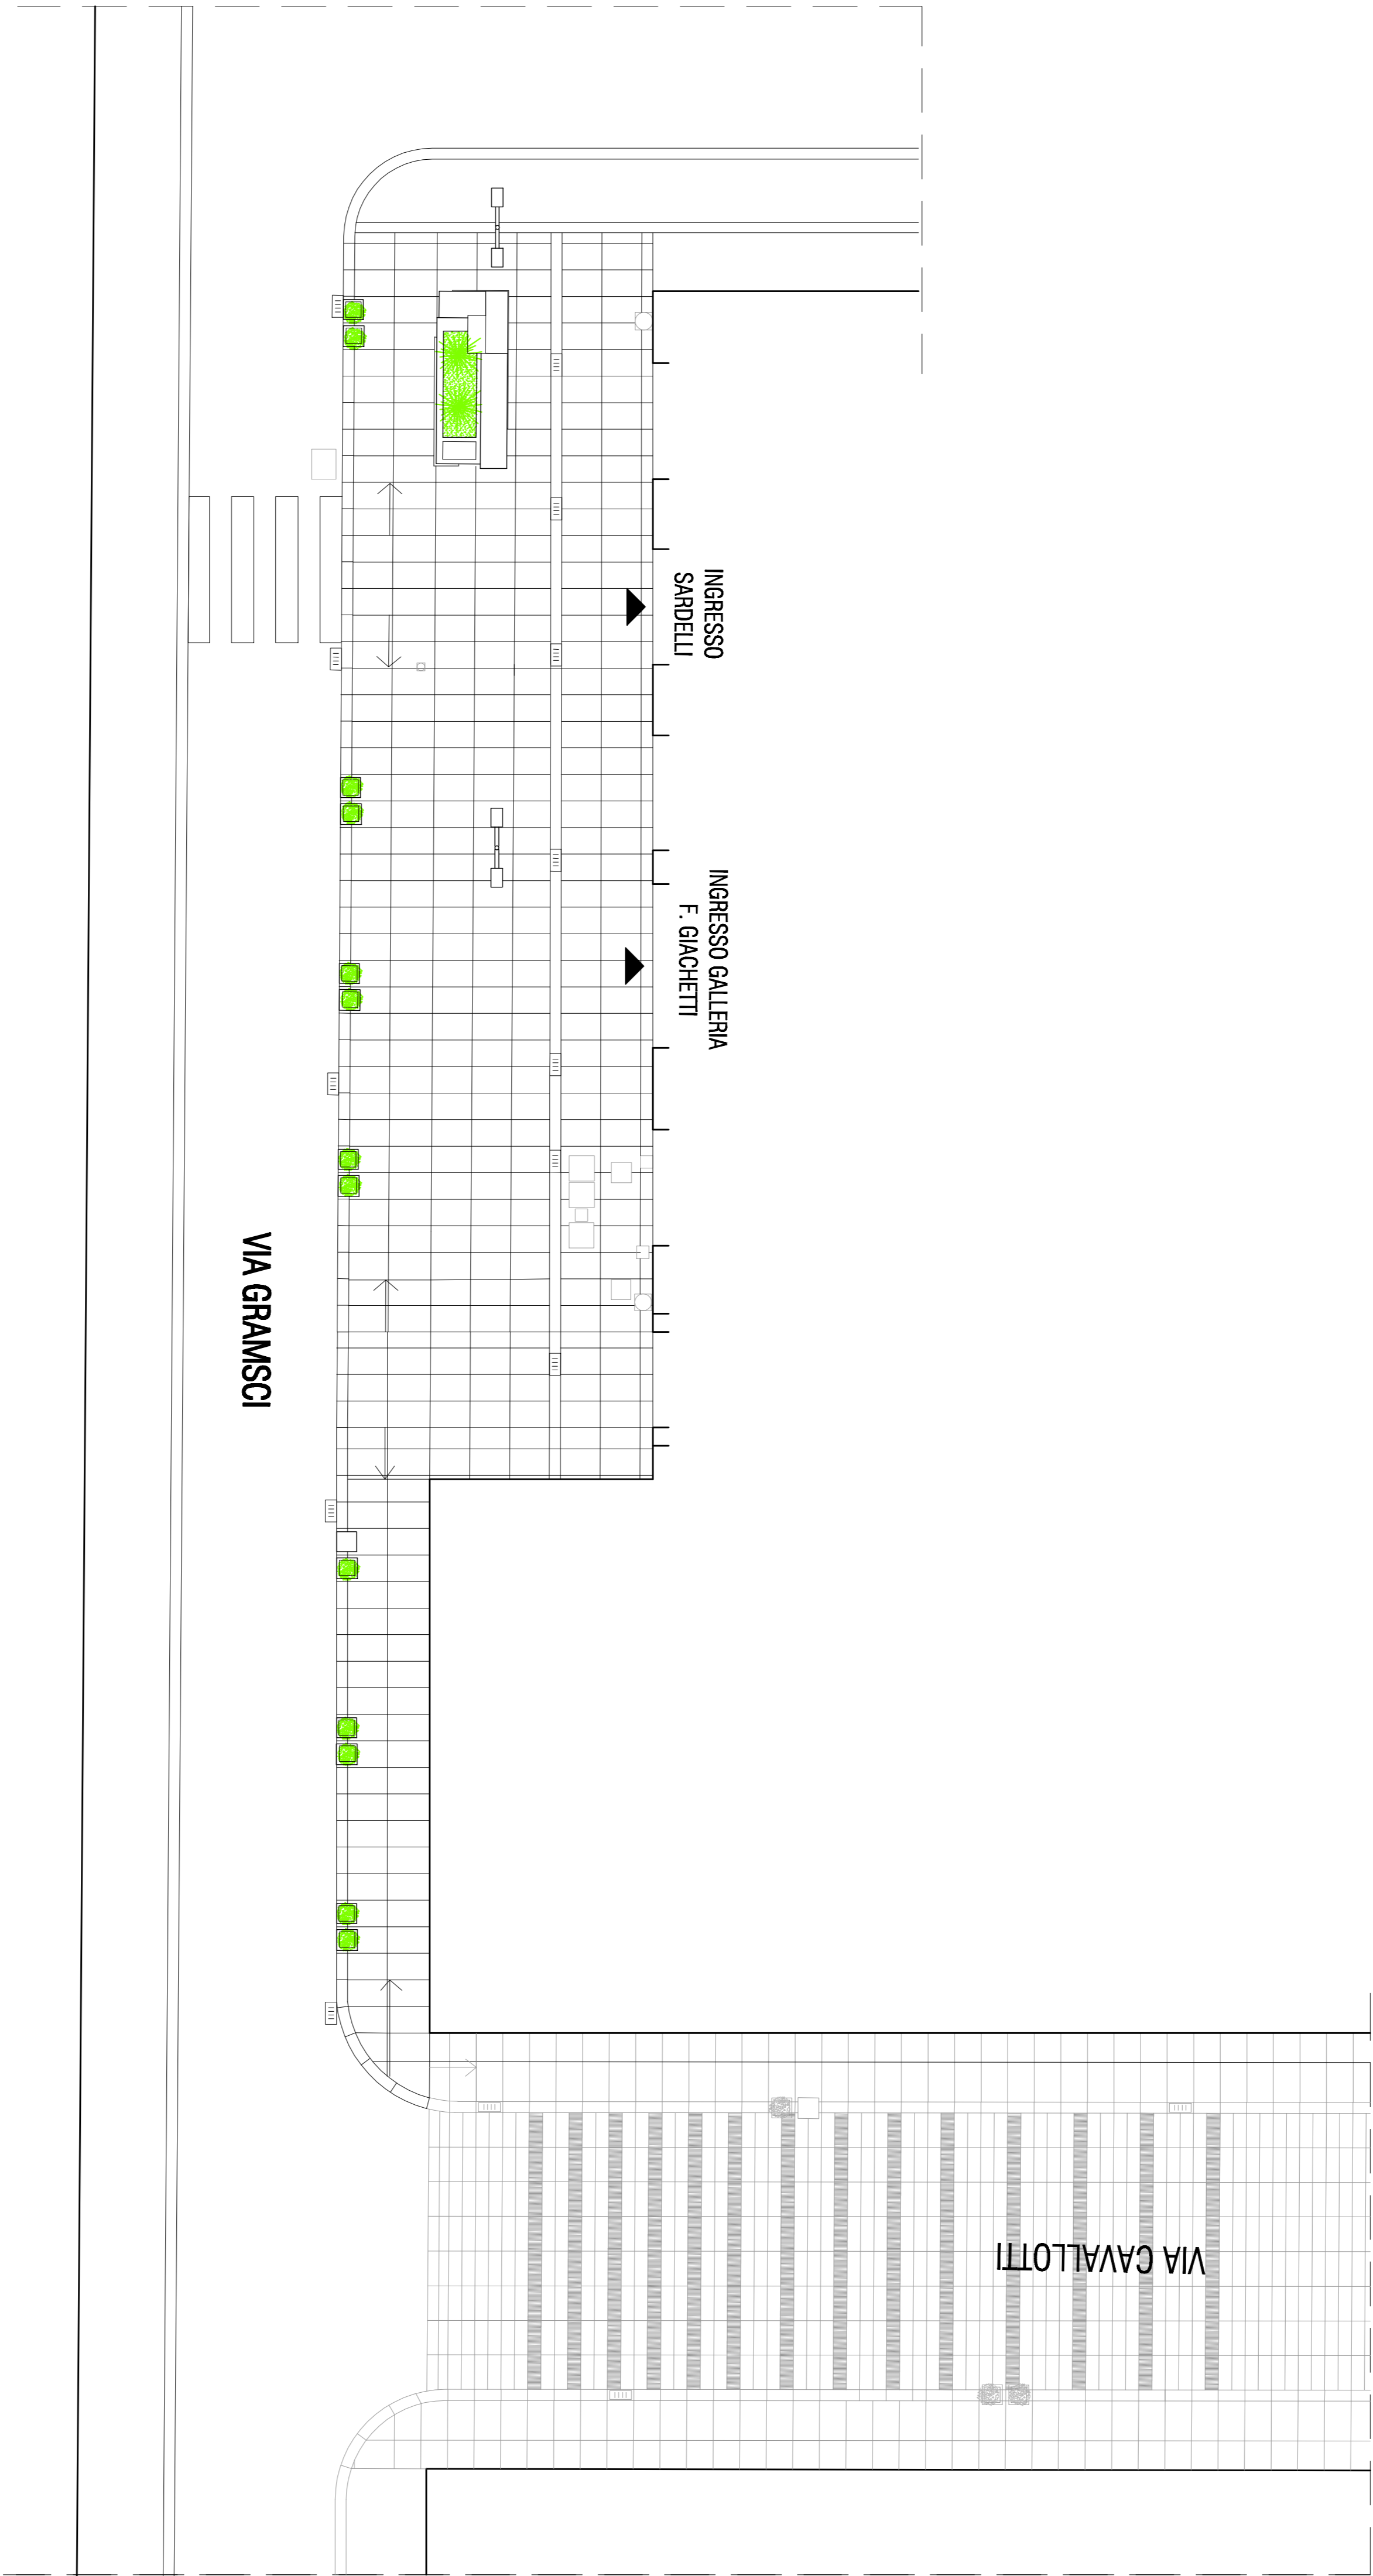 INGRESSO
SARDELLI
INGRESSO GALLERIA
F. GIACHETTI
VIA GRAMSCI
VIA CAVALLOTTI